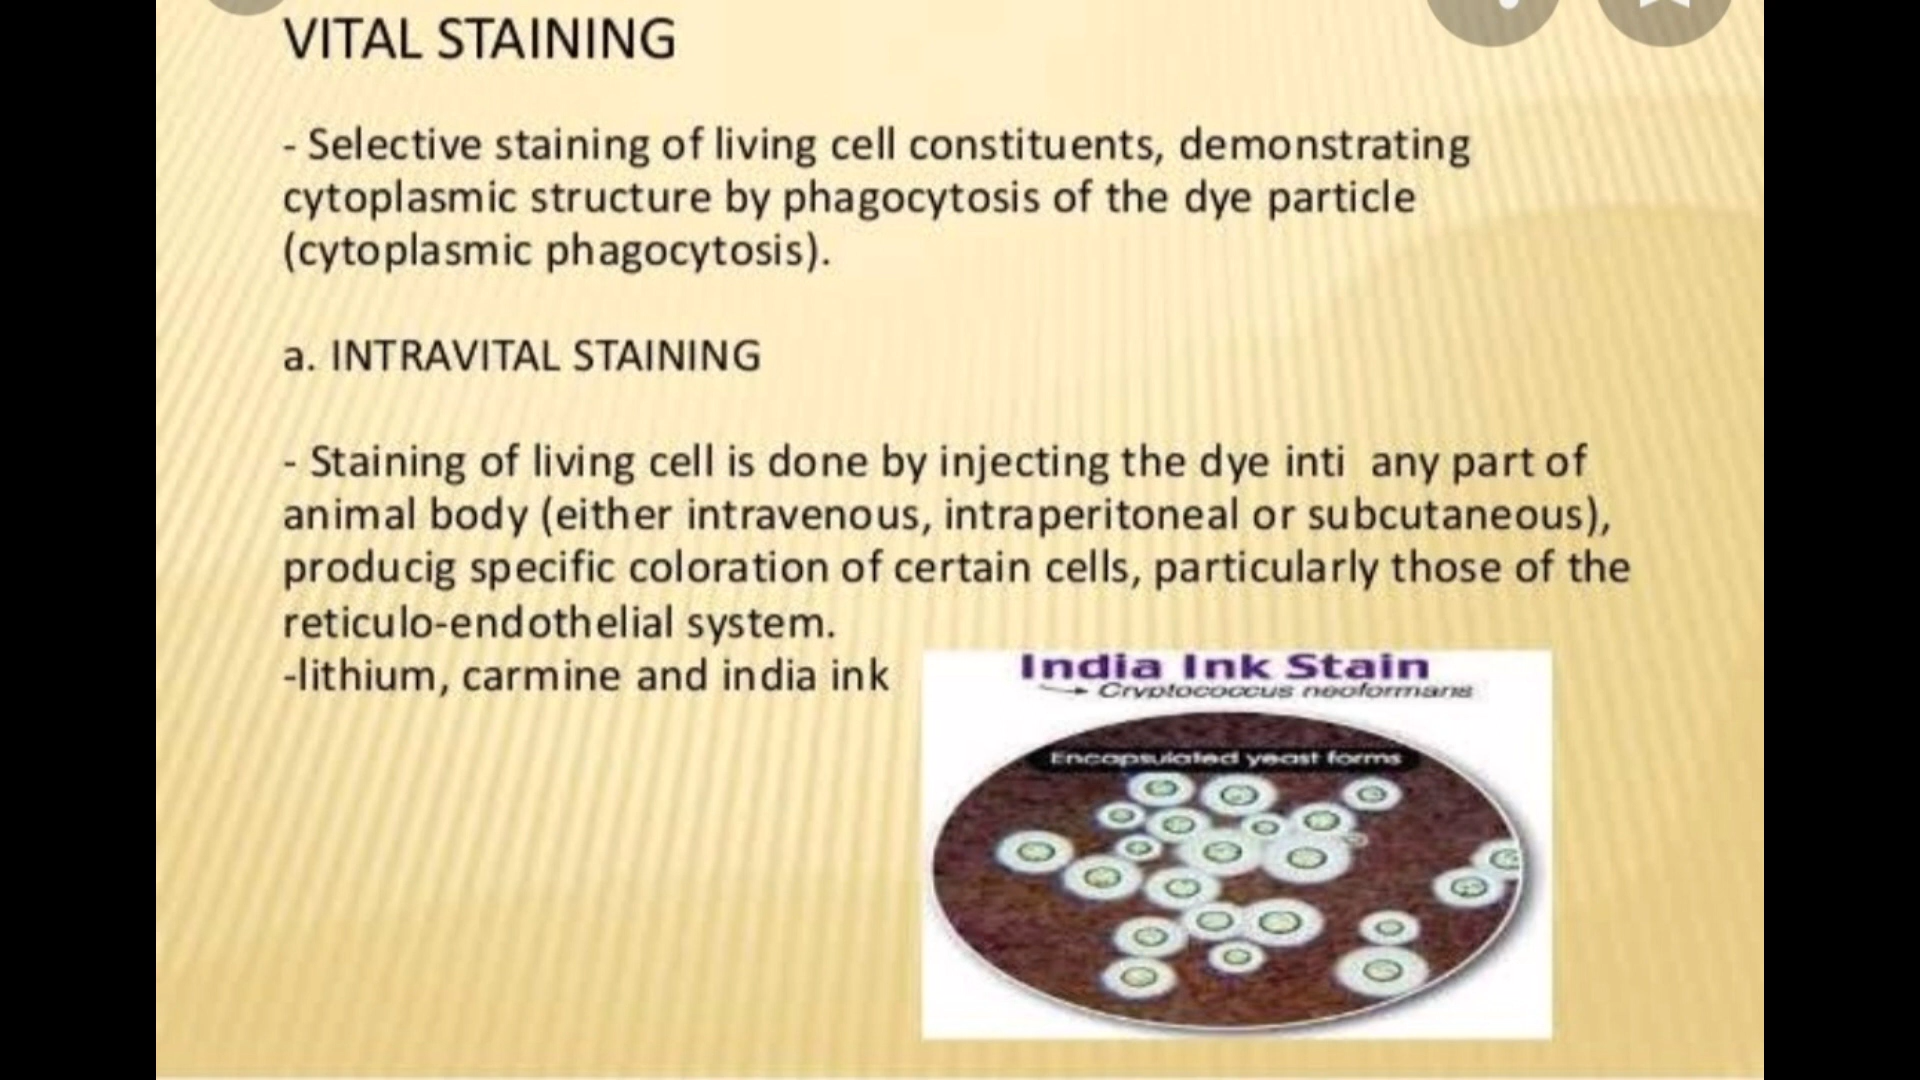 VITAL STAINING
- Selective staining of living cell constituents, demonstrating
cytoplasmic structure by phagocytosis of the dye particle
(cytoplasmic phagocytosis).
a. INTRAVITAL STAINING
- Staining of living cell is done by injecting the dye inti any part of
animal body (either intravenous, intraperitoneal or subcutaneous),
producig specific coloration of certain cells, particularly those of the
reticulo-endothelial system.
-lithium, carmine and india ink
India Ink Stain
→ Cryptococcus neoformans
Encapsulated yeast forms